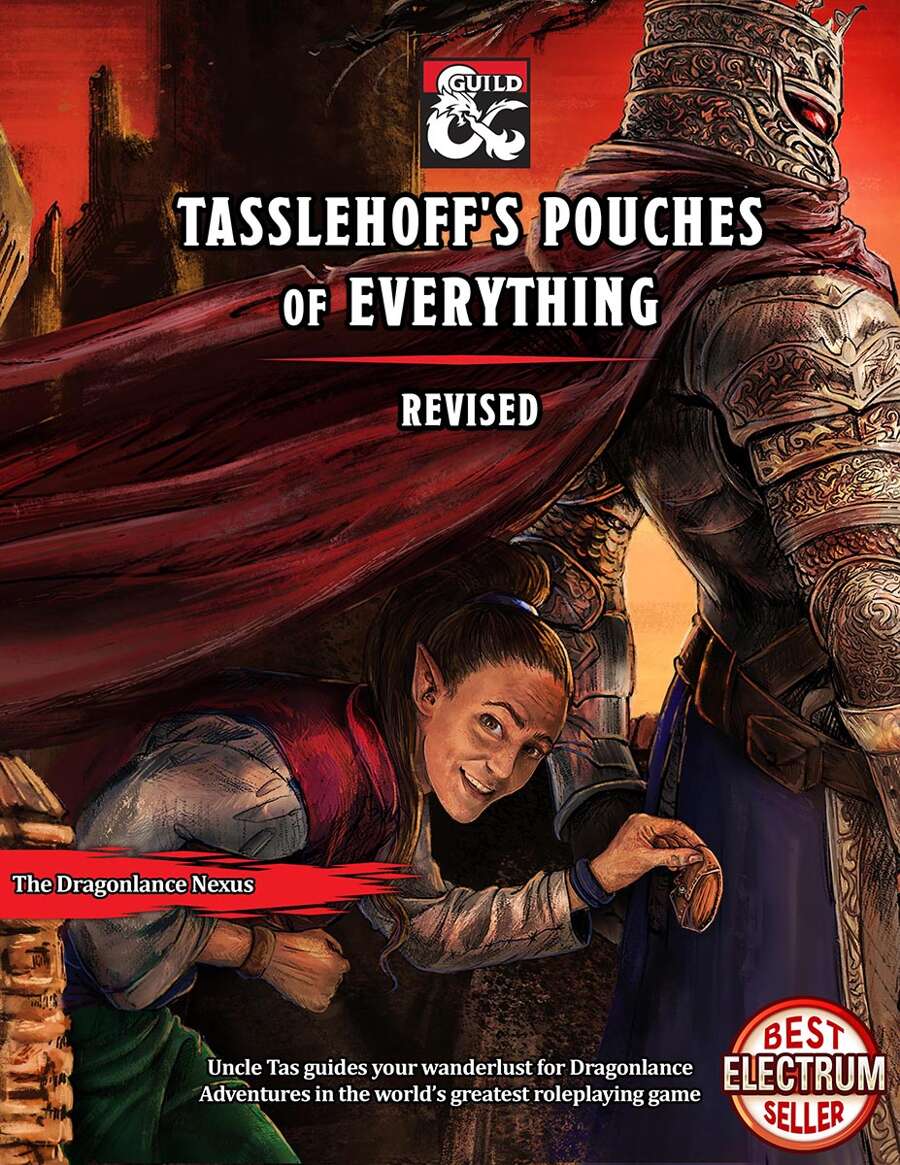 GUILD
TASSLEHOFF'S POUCHES
OF EVERYTHING
REVISED
The Dragonlance Nexus
Uncle Tas guides your wanderlust for Dragonlance
Adventures in the world's greatest roleplaying game
BEST
ELECTRUM
SELLER